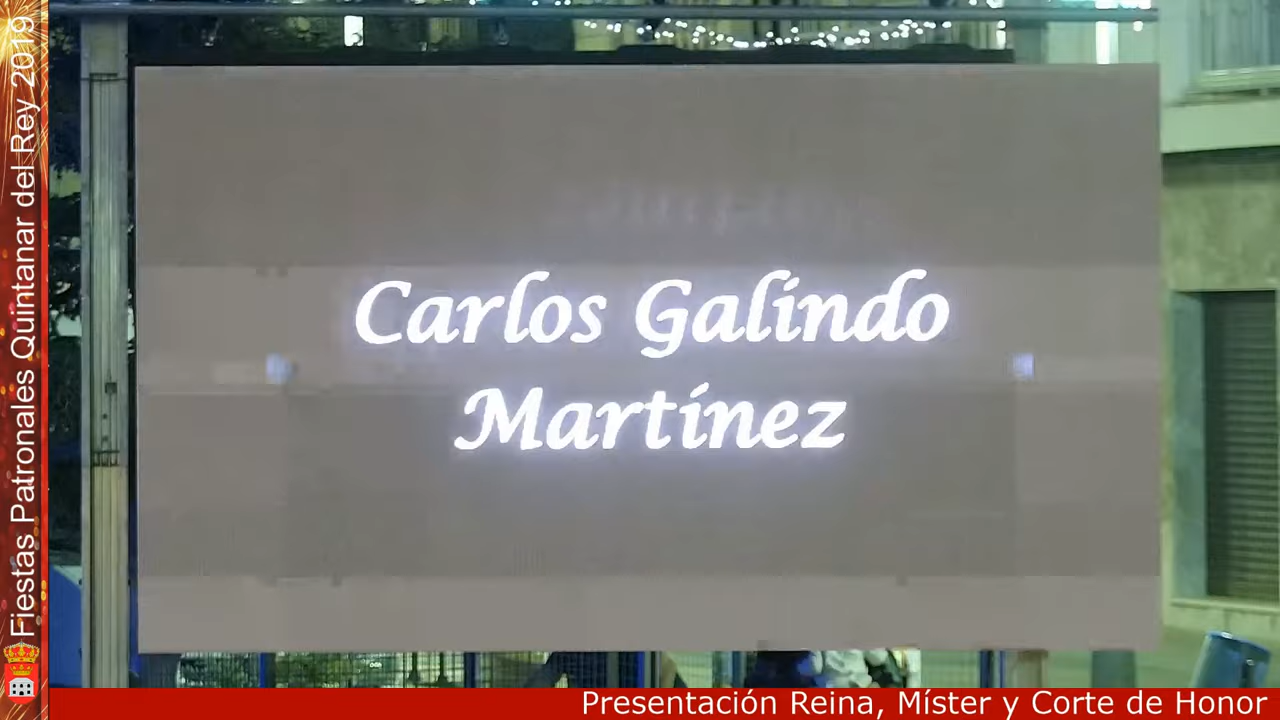 Fiestas Patronales Quintanar del Rey 2019
Carlos Galindo
Martínez
Presentación Reina, Míster y Corte de Honor